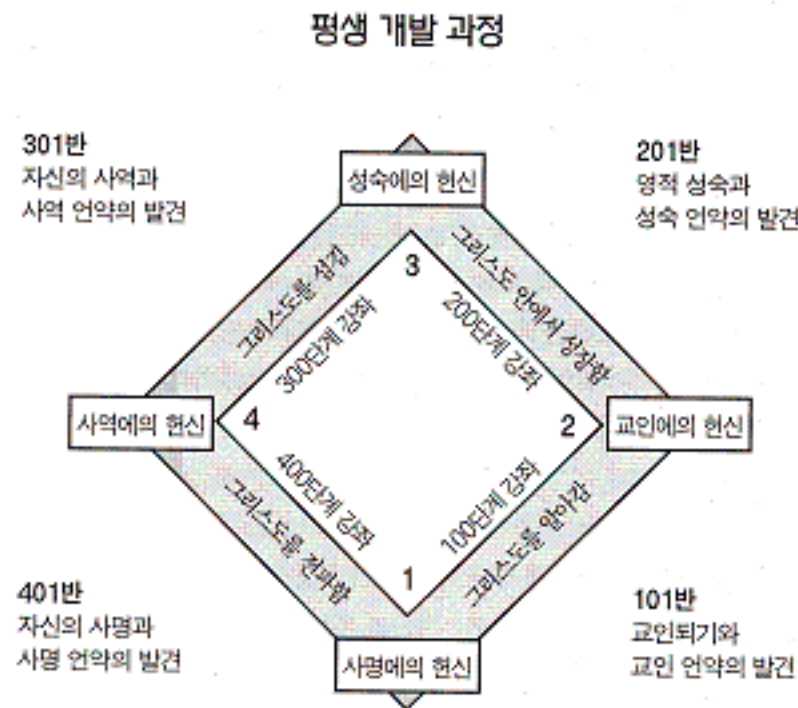 평생 개발 과정
301반
자신의 사역과
사역 언약의 발견
201반
영적 성숙과
성숙 언약의 발견
성숙에의 헌신
그리스도를 섬김
그리스도 안에서 성장함
3
300단계 강좌
200단계 강좌
사역에의 헌신
4
2
교인에의 헌신
400단계 강좌
100단계 강좌
그리스도를 전파함
그리스도를 알아감
1
401반
자신의 사명과
사명 언약의 발견
101반
교인되기와
교인 언약의 발견
사명에의 헌신